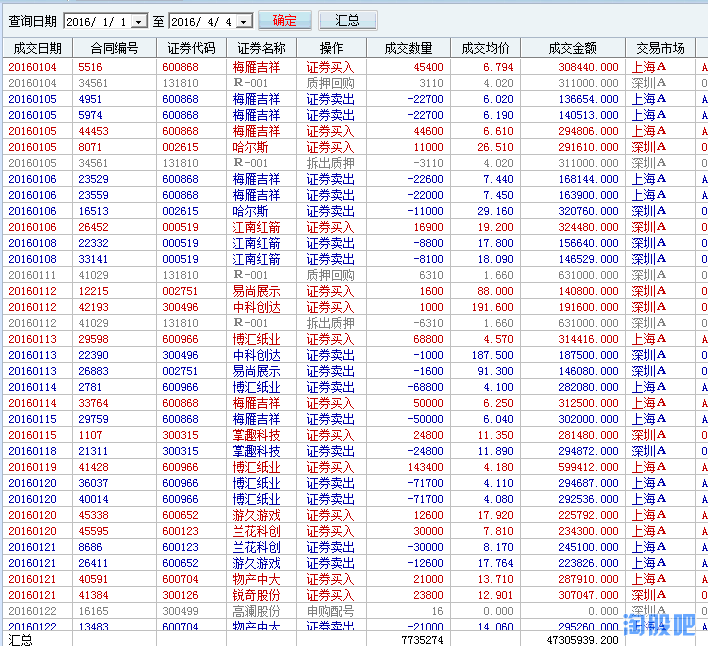 查询日期 2016/ 1/ 1 至 2016/ 4/ 4 确定 汇总
成交日期 合同编号 证券代码 证券名称 操作 成交数量 成交均价 成交金额 交易市场
20160104 5516 600868 梅雁吉祥 证券买入 45400 6.794 308440.000 上海A A
20160104 34561 131810 R-001 质押回购 3110 4.020 311000.000 深圳A 0
20160105 4951 600868 梅雁吉祥 证券卖出 -22700 6.020 136654.000 上海A A
20160105 5974 600868 梅雁吉祥 证券卖出 -22700 6.190 140513.000 上海A A
20160105 44453 600868 梅雁吉祥 证券买入 44600 6.610 294806.000 上海A A
20160105 8071 002615 哈尔斯 证券买入 11000 26.510 291610.000 深圳A 0
20160105 34561 131810 R-001 拆出质押 -3110 4.020 311000.000 深圳A 0
20160106 23529 600868 梅雁吉祥 证券卖出 -22600 7.440 168144.000 上海A A
20160106 23559 600868 梅雁吉祥 证券卖出 -22000 7.450 163900.000 上海A A
20160106 16513 002615 哈尔斯 证券卖出 -11000 29.160 320760.000 深圳A 0
20160106 26452 000519 江南红箭 证券买入 16900 19.200 324480.000 深圳A 0
20160108 22332 000519 江南红箭 证券卖出 -8800 17.800 156640.000 深圳A 0
20160108 33141 000519 江南红箭 证券卖出 -8100 18.090 146529.000 深圳A 0
20160111 41029 131810 R-001 质押回购 6310 1.660 631000.000 深圳A 0
20160112 12215 002751 易尚展示 证券买入 1600 88.000 140800.000 深圳A 0
20160112 42193 300496 中科创达 证券买入 1000 191.600 191600.000 深圳A 0
20160112 41029 131810 R-001 拆出质押 -6310 1.660 631000.000 深圳A 0
20160113 29598 600966 博汇纸业 证券买入 68800 4.570 314416.000 上海A A
20160113 22390 300496 中科创达 证券卖出 -1000 187.500 187500.000 深圳A 0
20160113 26883 002751 易尚展示 证券卖出 -1600 91.300 146080.000 深圳A 0
20160114 2781 600966 博汇纸业 证券卖出 -68800 4.100 282080.000 上海A A
20160114 33764 600868 梅雁吉祥 证券买入 50000 6.250 312500.000 上海A A
20160115 29759 600868 梅雁吉祥 证券卖出 -50000 6.040 302000.000 上海A A
20160115 1107 300315 掌趣科技 证券买入 24800 11.350 281480.000 深圳A 0
20160118 21311 300315 掌趣科技 证券卖出 -24800 11.890 294872.000 深圳A 0
20160119 41428 600966 博汇纸业 证券买入 143400 4.180 599412.000 上海A A
20160120 36037 600966 博汇纸业 证券卖出 -71700 4.110 294687.000 上海A A
20160120 40014 600966 博汇纸业 证券卖出 -71700 4.080 292536.000 上海A A
20160120 45338 600652 游久游戏 证券买入 12600 17.920 225792.000 上海A A
20160120 45595 600123 兰花科创 证券买入 30000 7.810 234300.000 上海A A
20160121 8686 600123 兰花科创 证券卖出 -30000 8.170 245100.000 上海A A
20160121 26411 600652 游久游戏 证券卖出 -12600 17.764 223826.000 上海A A
20160121 40591 600704 物产中大 证券买入 21000 13.710 287910.000 上海A A
20160121 41384 300126 锐奇股份 证券买入 23800 12.901 307047.000 深圳A 0
20160122 16165 300499 高澜股份 申购配号 16 0.000 0.000 深圳A 0
20160122 13483 600704 物产中大 证券卖出 -21000 14.060 295260.000 上海A A
汇总 7735274 47305939.200
淘股吧